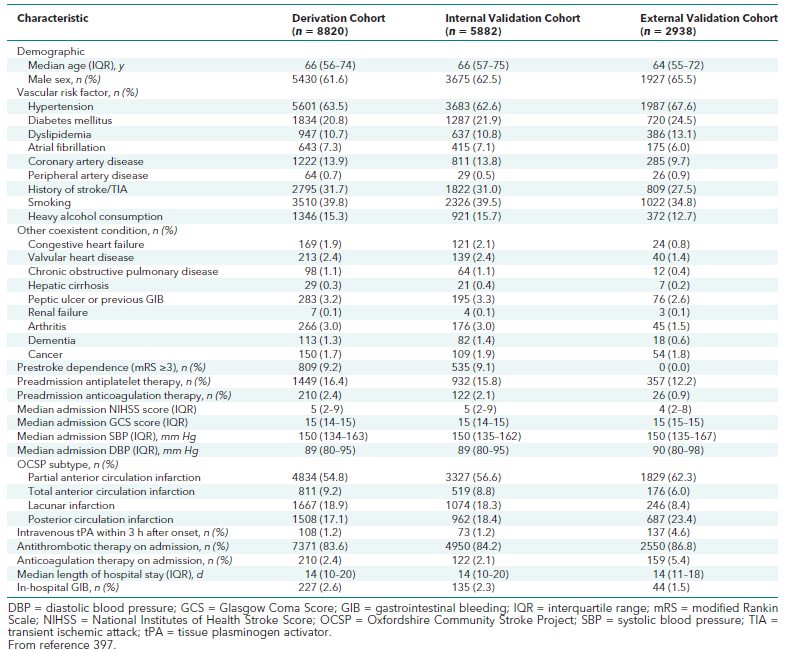 Characteristic Derivation Cohort Internal Validation Cohort External Validation Cohort
(n = 8820) (n = 5882) (n = 2938)
Demographic
Median age (IQR), y 66 (56–74) 66 (57–75) 64 (55–72)
Male sex, n (%) 5430 (61.6) 3675 (62.5) 1927 (65.5)
Vascular risk factor, n (%)
Hypertension 5601 (63.5) 3683 (62.6) 1987 (67.6)
Diabetes mellitus 1834 (20.8) 1287 (21.9) 720 (24.5)
Dyslipidemia 947 (10.7) 637 (10.8) 386 (13.1)
Atrial fibrillation 643 (7.3) 415 (7.1) 175 (6.0)
Coronary artery disease 1222 (13.9) 811 (13.8) 285 (9.7)
Peripheral artery disease 64 (0.7) 29 (0.5) 26 (0.9)
History of stroke/TIA 2795 (31.7) 1822 (31.0) 809 (27.5)
Smoking 3510 (39.8) 2326 (39.5) 1022 (34.8)
Heavy alcohol consumption 1346 (15.3) 921 (15.7) 372 (12.7)
Other coexistent condition, n (%)
Congestive heart failure 169 (1.9) 121 (2.1) 24 (0.8)
Valvular heart disease 213 (2.4) 139 (2.4) 40 (1.4)
Chronic obstructive pulmonary disease 98 (1.1) 64 (1.1) 12 (0.4)
Hepatic cirrhosis 29 (0.3) 21 (0.4) 7 (0.2)
Peptic ulcer or previous GIB 283 (3.2) 195 (3.3) 76 (2.6)
Renal failure 7 (0.1) 4 (0.1) 3 (0.1)
Arthritis 266 (3.0) 176 (3.0) 45 (1.5)
Dementia 113 (1.3) 82 (1.4) 18 (0.6)
Cancer 150 (1.7) 109 (1.9) 54 (1.8)
Prestroke dependence (mRS ≥3), n (%) 809 (9.2) 535 (9.1) 0 (0.0)
Preadmission antiplatelet therapy, n (%) 1449 (16.4) 932 (15.8) 357 (12.2)
Preadmission anticoagulation therapy, n (%) 210 (2.4) 122 (2.1) 26 (0.9)
Median admission NIHSS score (IQR) 5 (2–9) 5 (2–9) 4 (2–8)
Median admission GCS score (IQR) 15 (14–15) 15 (14–15) 15 (15–15)
Median admission SBP (IQR), mm Hg 150 (134–163) 150 (135–162) 150 (135–167)
Median admission DBP (IQR), mm Hg 89 (80–95) 89 (80–95) 90 (80–98)
OCSP subtype, n (%)
Partial anterior circulation infarction 4834 (54.8) 3327 (56.6) 1829 (62.3)
Total anterior circulation infarction 811 (9.2) 519 (8.8) 176 (6.0)
Lacunar infarction 1667 (18.9) 1074 (18.3) 246 (8.4)
Posterior circulation infarction 1508 (17.1) 962 (18.4) 687 (23.4)
Intravenous tPA within 3 h after onset, n (%) 108 (1.2) 73 (1.2) 137 (4.6)
Antithrombotic therapy on admission, n (%) 7371 (83.6) 4950 (84.2) 2550 (86.8)
Anticoagulation therapy on admission, n (%) 210 (2.4) 122 (2.1) 159 (5.4)
Median length of hospital stay (IQR), d 14 (10–20) 14 (10–20) 14 (11–18)
In-hospital GIB, n (%) 227 (2.6) 135 (2.3) 44 (1.5)
DBP = diastolic blood pressure; GCS = Glasgow Coma Score; GIB = gastrointestinal bleeding; IQR = interquartile range; mRS = modified Rankin
Scale; NIHSS = National Institutes of Health Stroke Score; OCSP = Oxfordshire Community Stroke Project; SBP = systolic blood pressure; TIA =
transient ischemic attack; tPA = tissue plasminogen activator.
From reference 397.